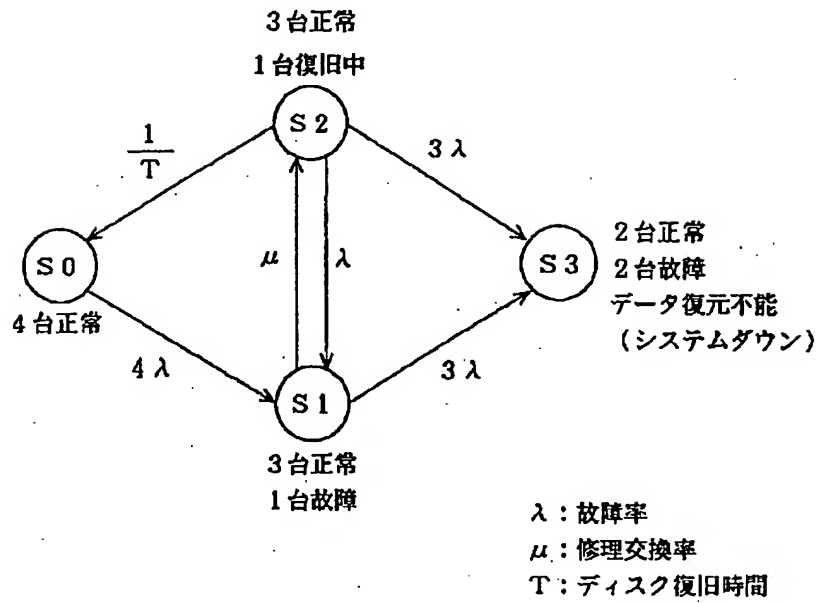 3台正常
1台復旧中
S2
1
T
3λ
S0
4台正常
μ
λ
S3
2台正常
2台故障
データ復元不能
(システムダウン)
4λ
3λ
S1
3台正常
1台故障
λ:故障率
μ:修理交換率
T:ディスク復旧時間